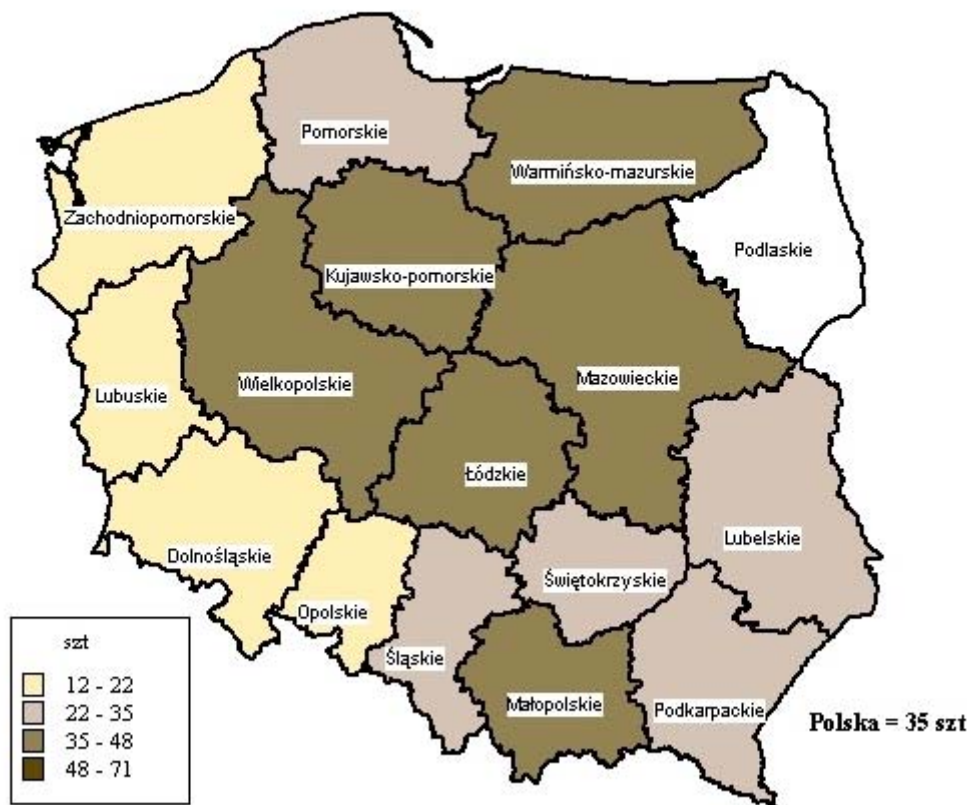 Pomorskie
Warmińsko-mazurskie
Zachodniopomorskie
Podlaskie
Kujawsko-pomorskie
Mazowieckie
Wielkopolskie
Lubuskie
Łódzkie
Lubelskie
Dolnośląskie
Świętokrzyskie
Opolskie
Śląskie
Małopolskie
Podkarpackie
szt
12 - 22
22 - 35
35 - 48
48 - 71
Polska = 35 szt